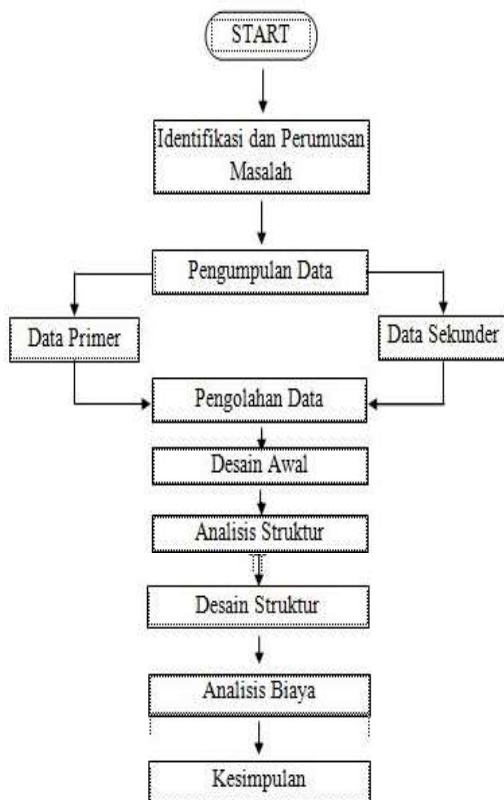 START
Identifikasi dan Perumusan
Masalah
Pengumpulan Data
Data Primer
Data Sekunder
Pengolahan Data
Desain Awal
Analisis Struktur
Desain Struktur
Analisis Biaya
Kesimpulan